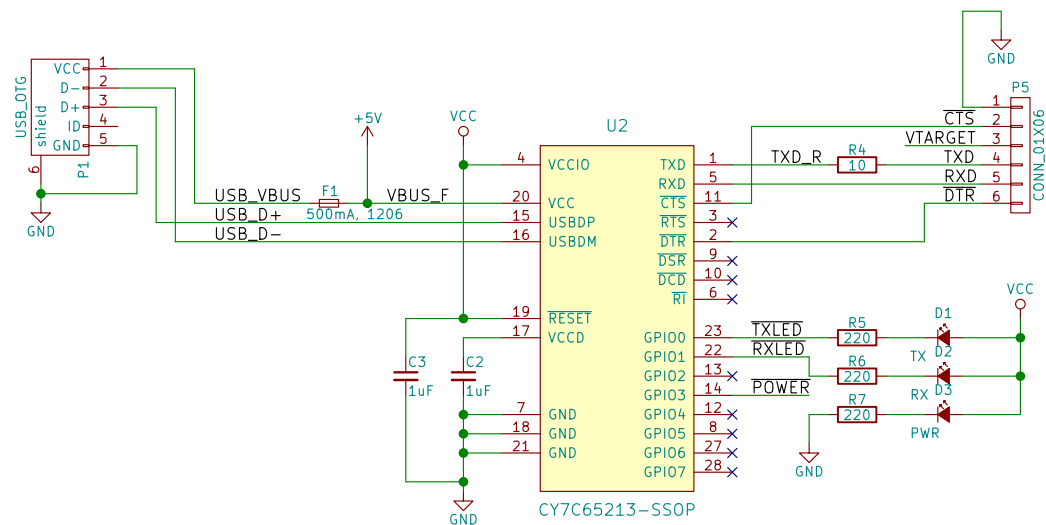 USB_OTG
shield
VCC 1
D- 2
D+ 3
ID 4
GND 5
6
P1
GND
USB_VBUS
USB_D+
USB_D-
F1
500mA, 1206
+5V
VBUS_F
VCC
U2
4 VCCIO
20 VCC
15 USBDP
16 USBDM
19 RESET
17 VCCD
7 GND
18 GND
21 GND
C3
1uF
C2
1uF
GND
TXD 1
RXD 5
CTS 11
RTS 3
DTR 2
DSR 9
DCD 10
RI 6
GPIO0 23
GPIO1 22
GPIO2 13
GPIO3 14
GPIO4 12
GPIO5 8
GPIO6 27
GPIO7 28
CY7C65213-SSOP
TXD_R
R4
10
GND
P5
1
CTS 2
VTARGET 3
TXD 4
RXD 5
DTR 6
CONN_01X06
VCC
TXLED
R5
220
D1
TX
RXLED
R6
220
D2
RX
POWER
R7
220
D3
PWR
GND